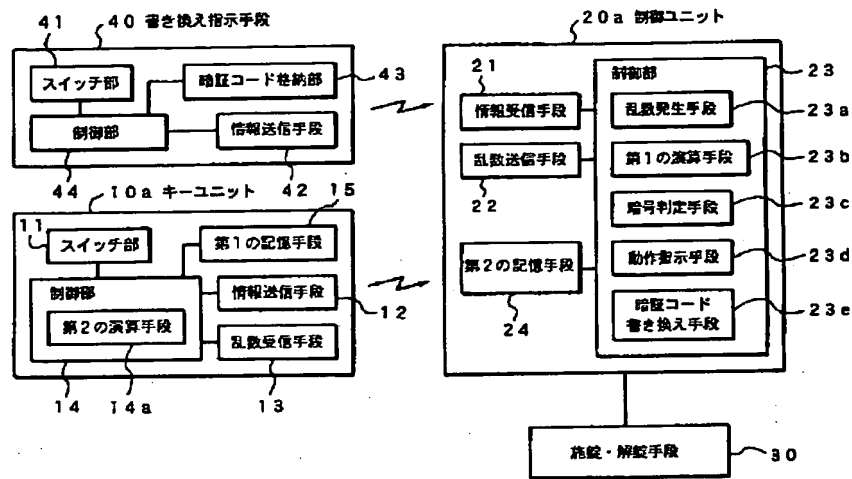 40 書き換え指示手段
41
スイッチ部
暗証コード格納部
43
制御部
情報送信手段
44
42
10a キーユニット
15
11
スイッチ部
第1の記憶手段
制御部
第2の演算手段
情報送信手段
12
乱数受信手段
14
14a
13
20a 制御ユニット
21
情報受信手段
乱数送信手段
22
第2の記憶手段
24
制御部
23
乱数発生手段
23a
第1の演算手段
23b
暗号判定手段
23c
動作指示手段
23d
暗証コード
書き換え手段
23e
施錠・解錠手段
30